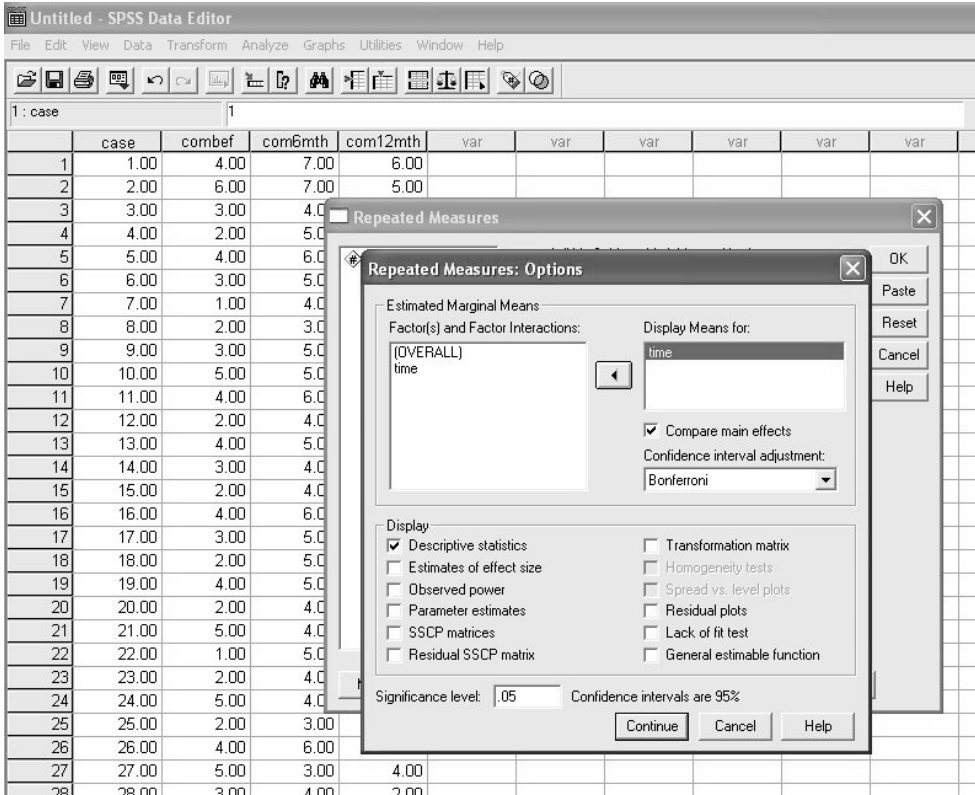 Untitled - SPSS Data Editor
File Edit View Data Transform Analyze Graphs Utilities Window Help
1 : case 1
case combef com6mth com12mth var var var var var var
1 1.00 4.00 7.00 6.00
2 2.00 6.00 7.00 5.00
3 3.00 3.00
4 4.00 2.00
5 5.00 4.00
6 6.00 3.00
7 7.00 1.00
8 8.00 2.00
9 9.00 3.00
10 10.00 5.00
11 11.00 4.00
12 12.00 2.00
13 13.00 4.00
14 14.00 3.00
15 15.00 2.00
16 16.00 4.00
17 17.00 3.00
18 18.00 2.00
19 19.00 4.00
20 20.00 2.00
21 21.00 5.00
22 22.00 1.00
23 23.00 2.00
24 24.00 5.00
25 25.00 2.00 3.00
26 26.00 4.00 6.00
27 27.00 5.00 3.00 4.00
28 28.00 3.00 4.00 2.00
Repeated Measures
OK
Paste
Reset
Cancel
Help
Repeated Measures: Options
Estimated Marginal Means
Factor(s) and Factor Interactions:
(OVERALL)
time
Display Means for:
time
Compare main effects
Confidence interval adjustment:
Bonferroni
Display
Descriptive statistics
Estimates of effect size
Observed power
Parameter estimates
SSCP matrices
Residual SSCP matrix
Transformation matrix
Homogeneity tests
Spread vs. level plots
Residual plots
Lack of fit test
General estimable function
Significance level: .05 Confidence intervals are 95%
Continue Cancel Help